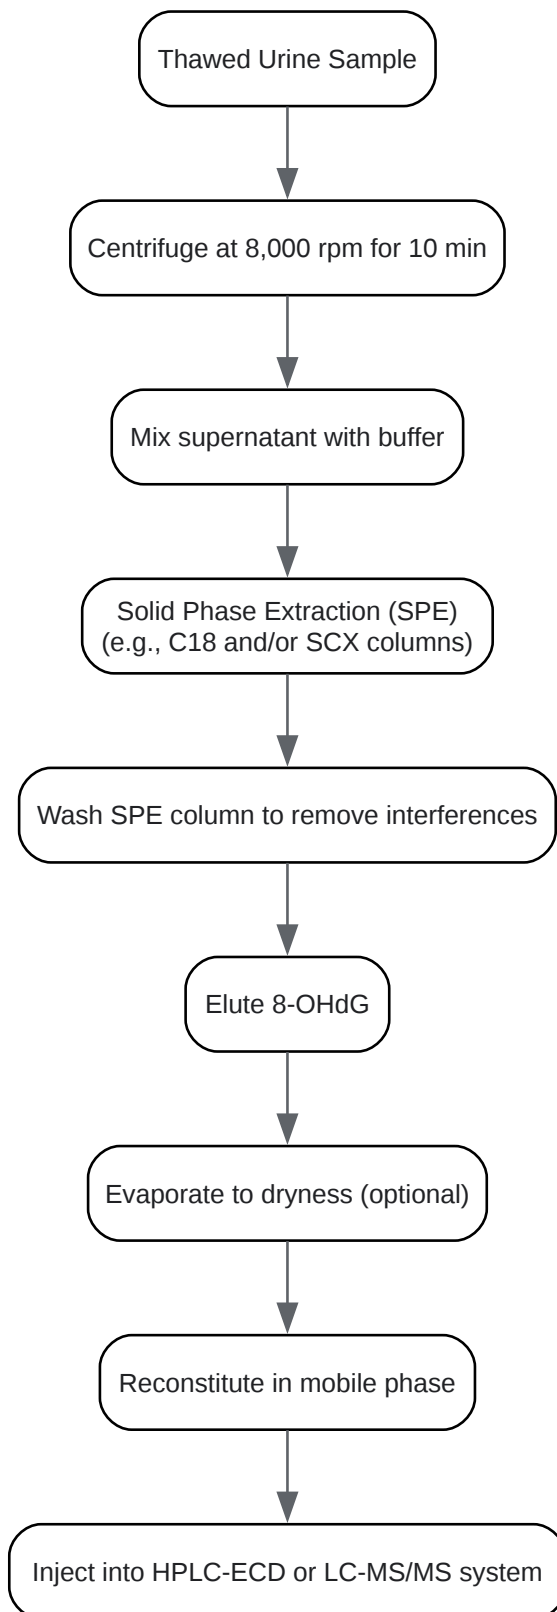 Thawed Urine Sample
Centrifuge at 8,000 rpm for 10 min
Mix supernatant with buffer
Solid Phase Extraction (SPE)
(e.g., C18 and/or SCX columns)
Wash SPE column to remove interferences
Elute 8-OHdG
Evaporate to dryness (optional)
Reconstitute in mobile phase
Inject into HPLC-ECD or LC-MS/MS system